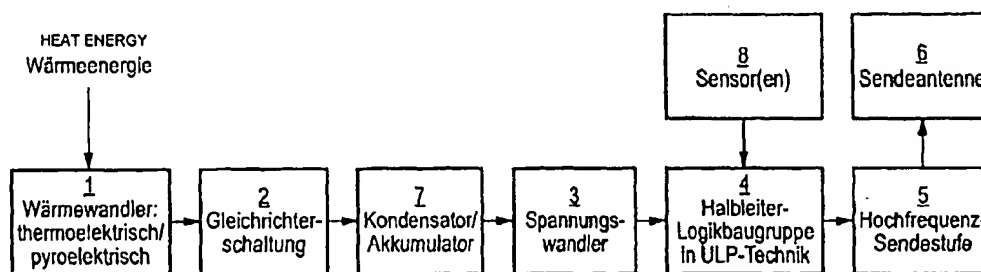 HEAT ENERGY
Wärmeenergie
8
Sensor(en)
6
Sendeantenne
1
Wärmewandler:
thermoelektrisch/
pyroelektrisch
2
Gleichrichter-
schaltung
7
Kondensator/
Akkumulator
3
Spannungs-
wandler
4
Halbleiter-
Logikbaugruppe
in ULP-Technik
5
Hochfrequenz-
Sendestufe